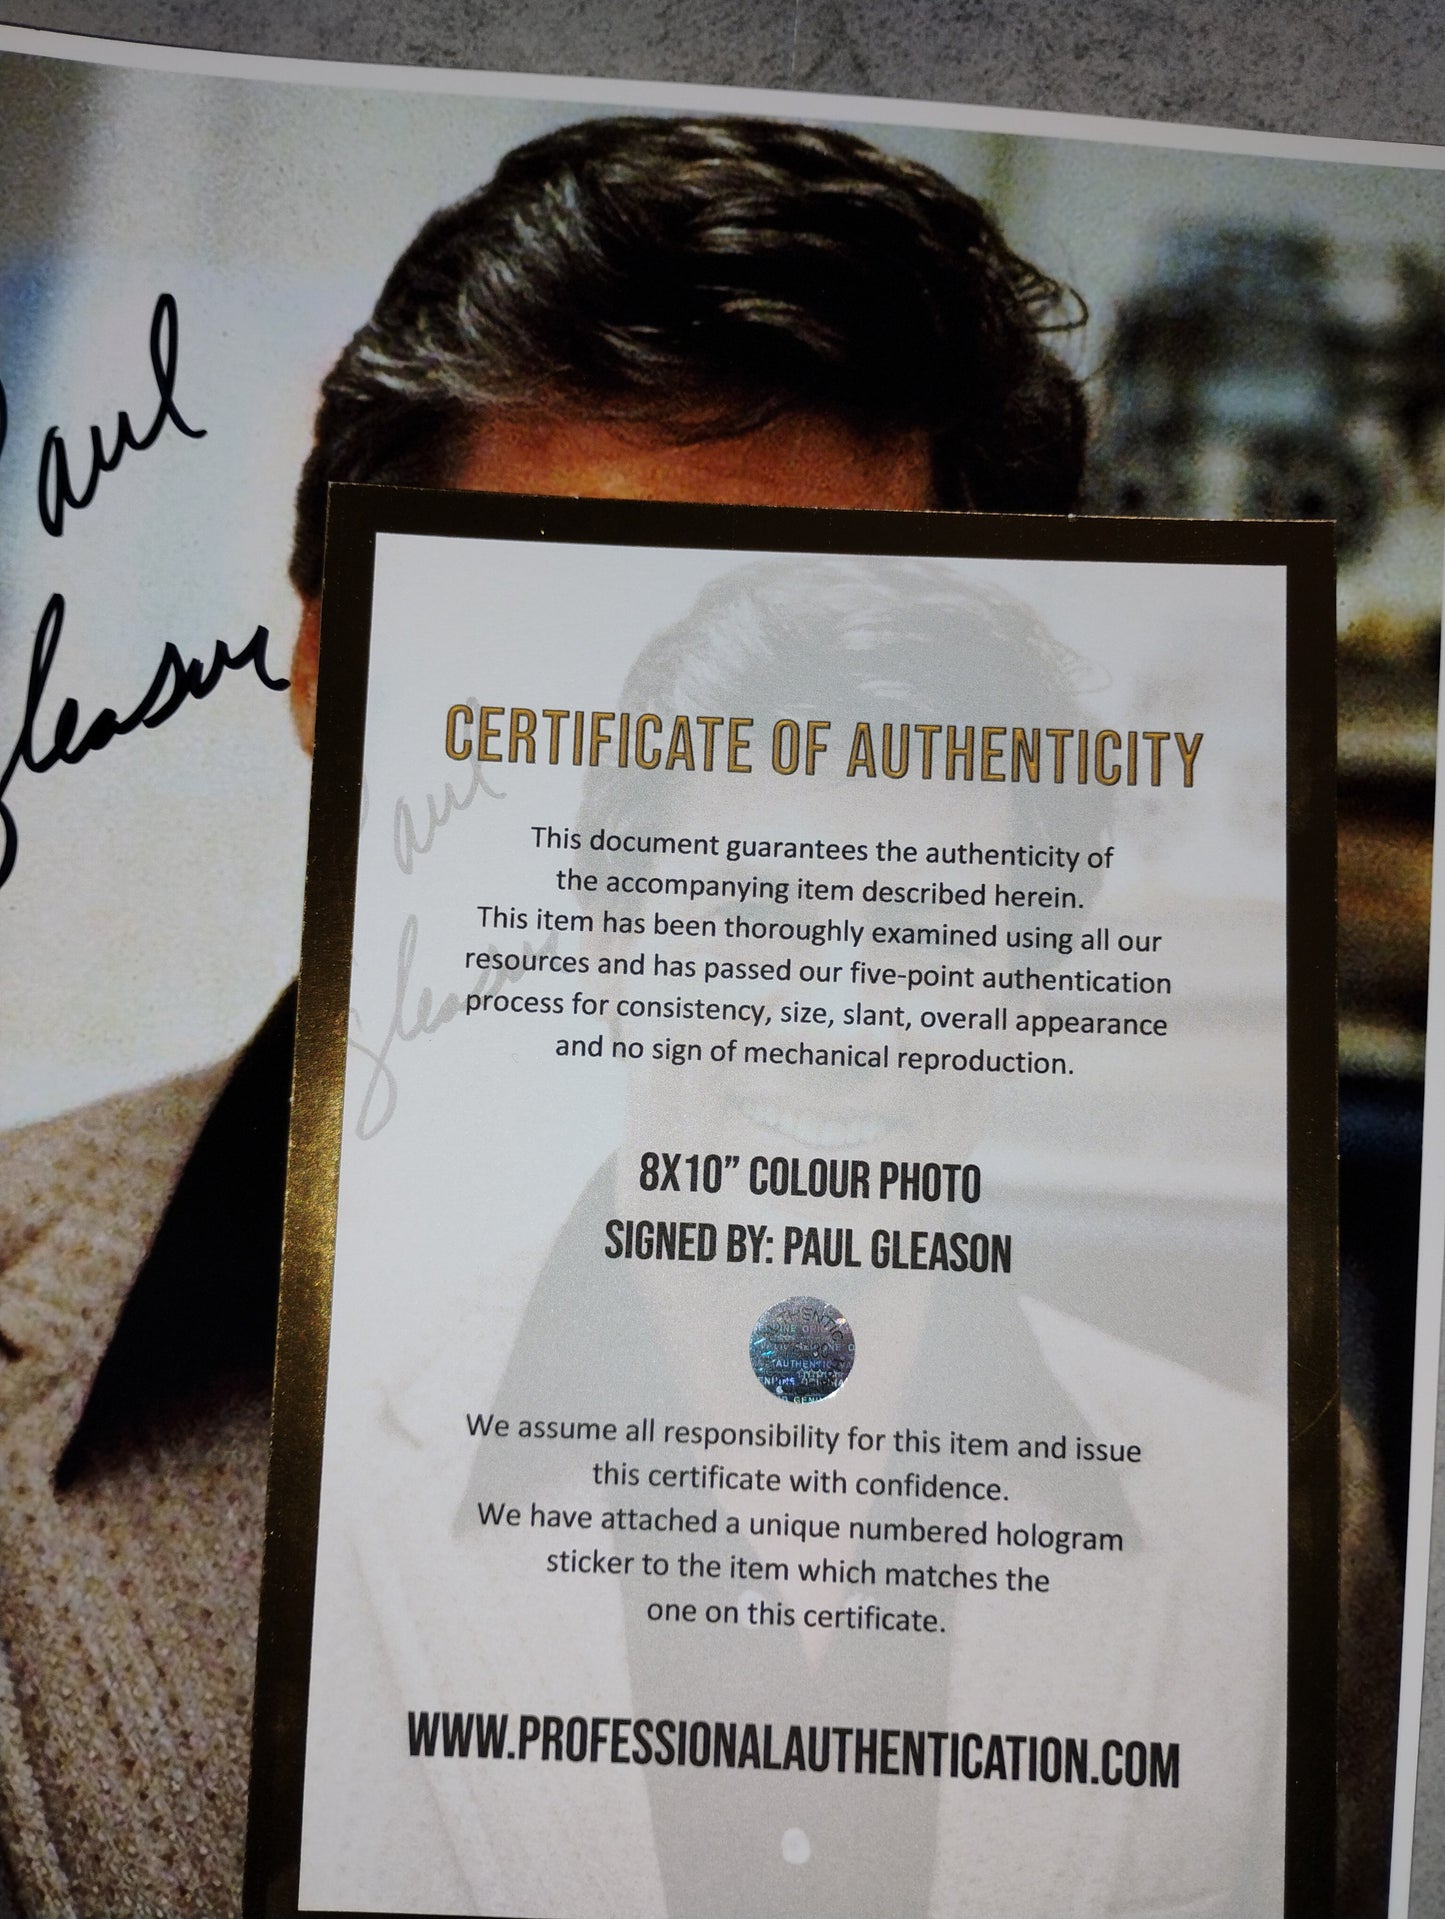 Paul
Gleason
CERTIFICATE OF AUTHENTICITY
This document guarantees the authenticity of
the accompanying item described herein.
This item has been thoroughly examined using all our
resources and has passed our five-point authentication
process for consistency, size, slant, overall appearance
and no sign of mechanical reproduction.
Paul
Gleason
8X10” COLOUR PHOTO
SIGNED BY: PAUL GLEASON
AUTHENTIC
We assume all responsibility for this item and issue
this certificate with confidence.
We have attached a unique numbered hologram
sticker to the item which matches the
one on this certificate.
WWW.PROFESSIONALAUTHENTICATION.COM